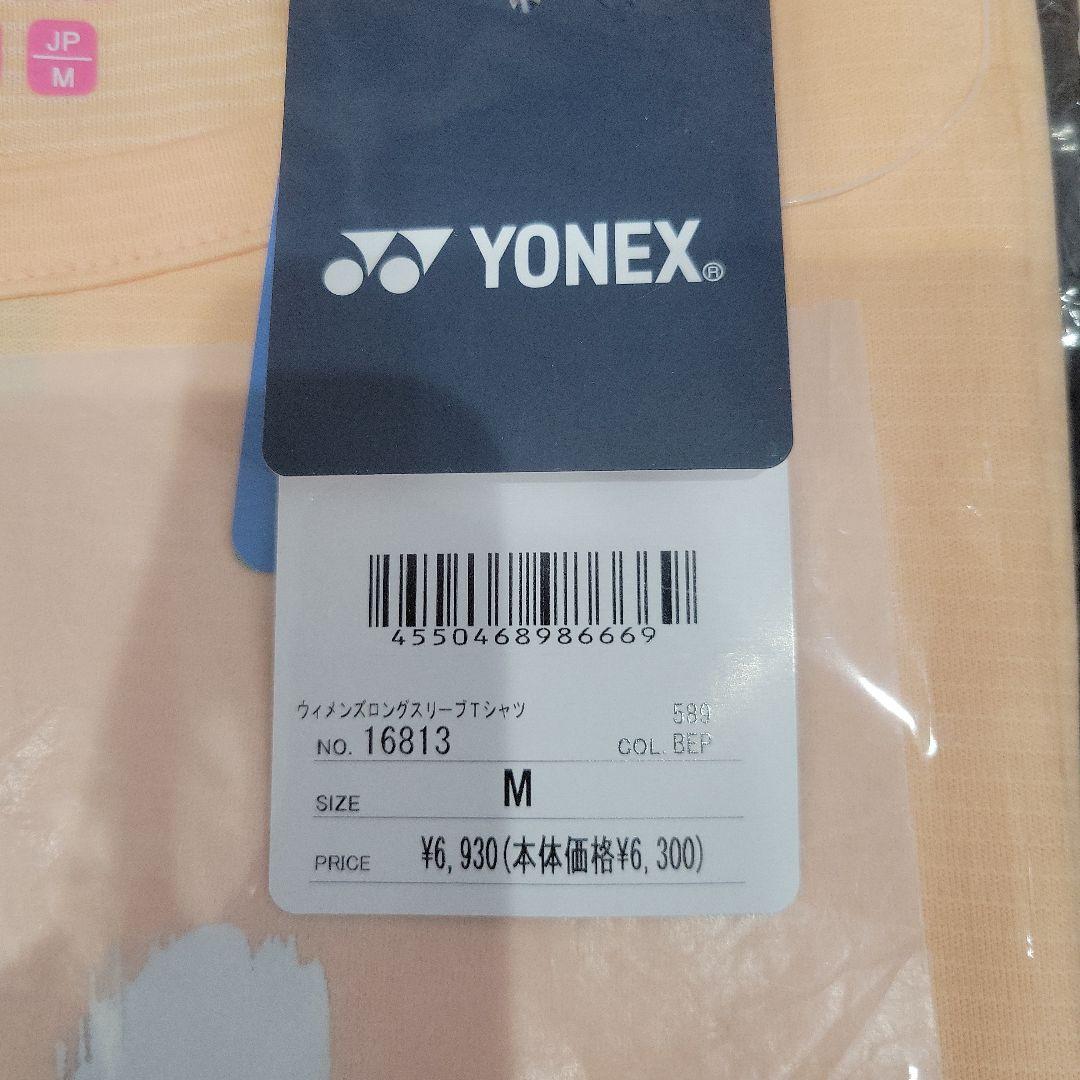 JP
M
YONEX®
4550468986669
ウィメンズロングスリーブTシャツ 589
NO. 16813 COL. BEP
SIZE M
PRICE ¥6,930(本体価格¥6,300)